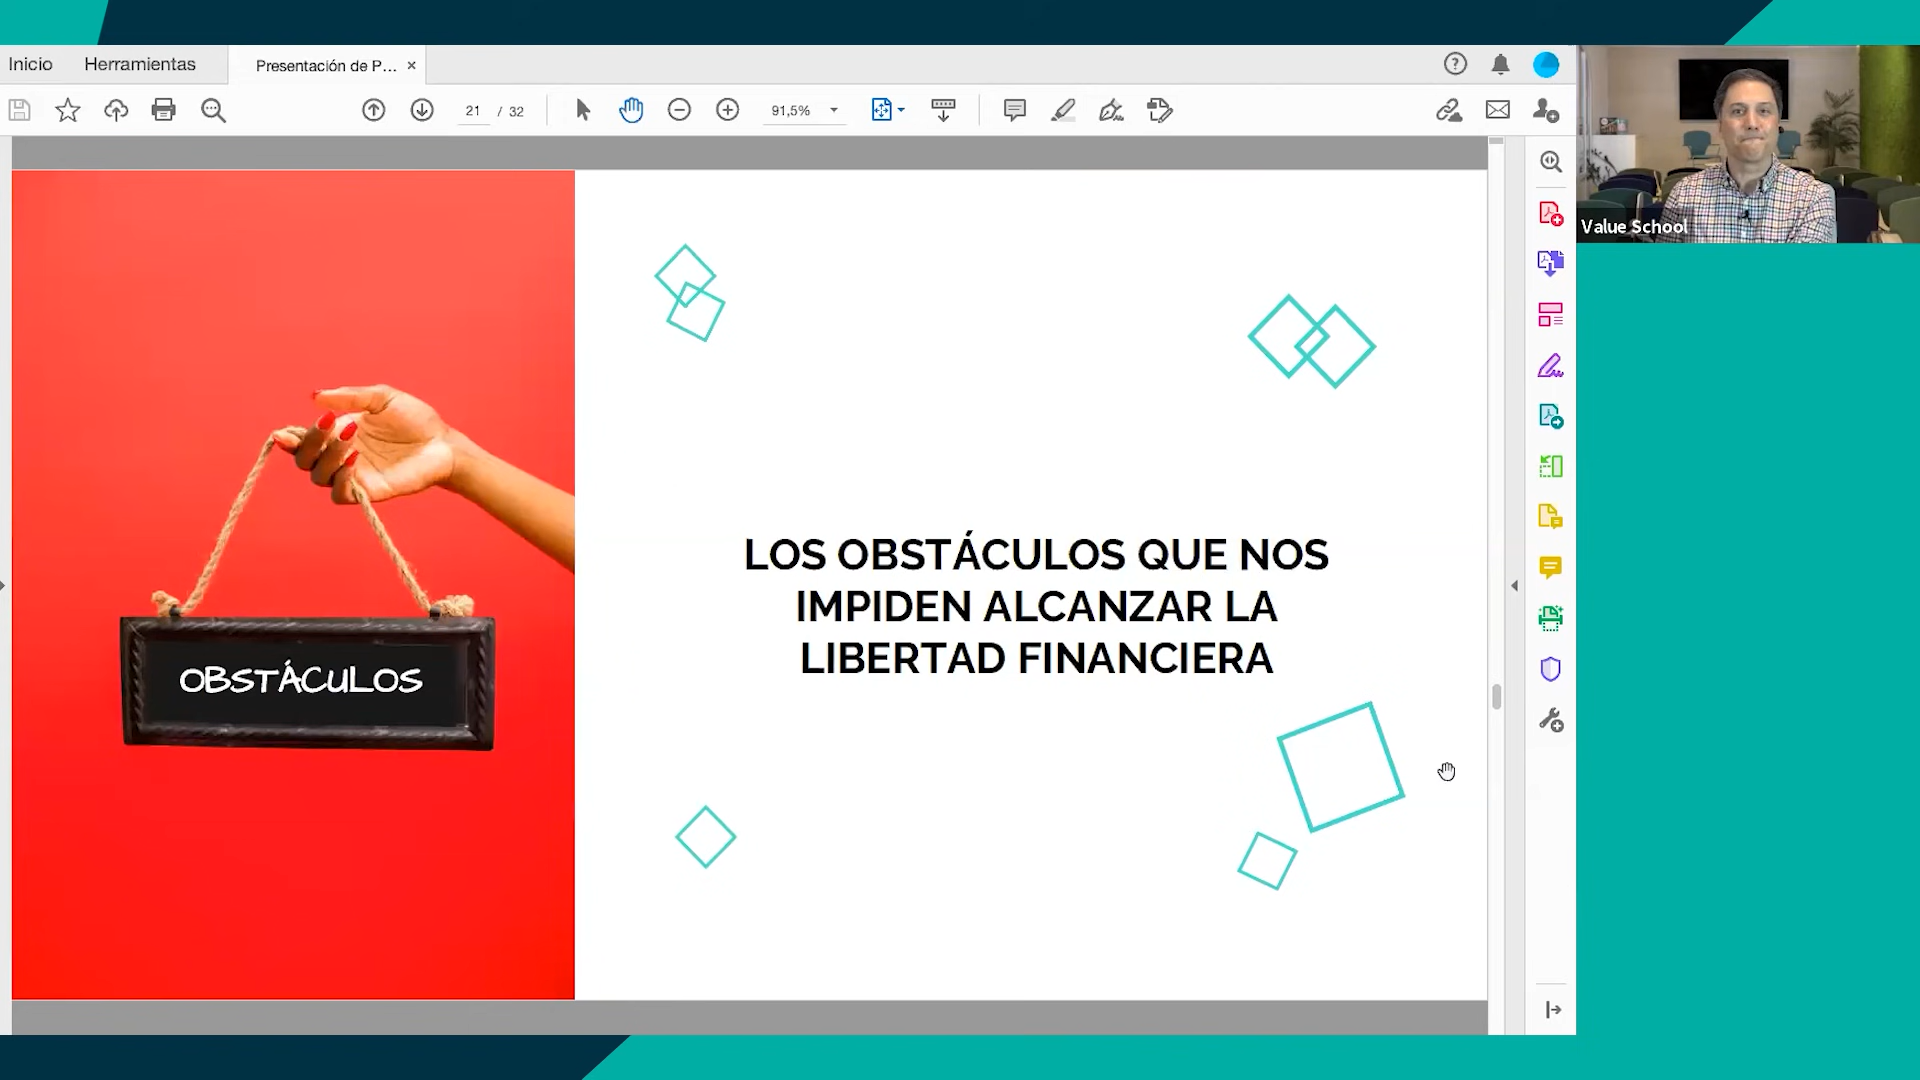 Inicio
Herramientas
Presentación de P... ×
21 / 32
91,5%
Value School
OBSTÁCULOS
LOS OBSTÁCULOS QUE NOS
IMPIDEN ALCANZAR LA
LIBERTAD FINANCIERA